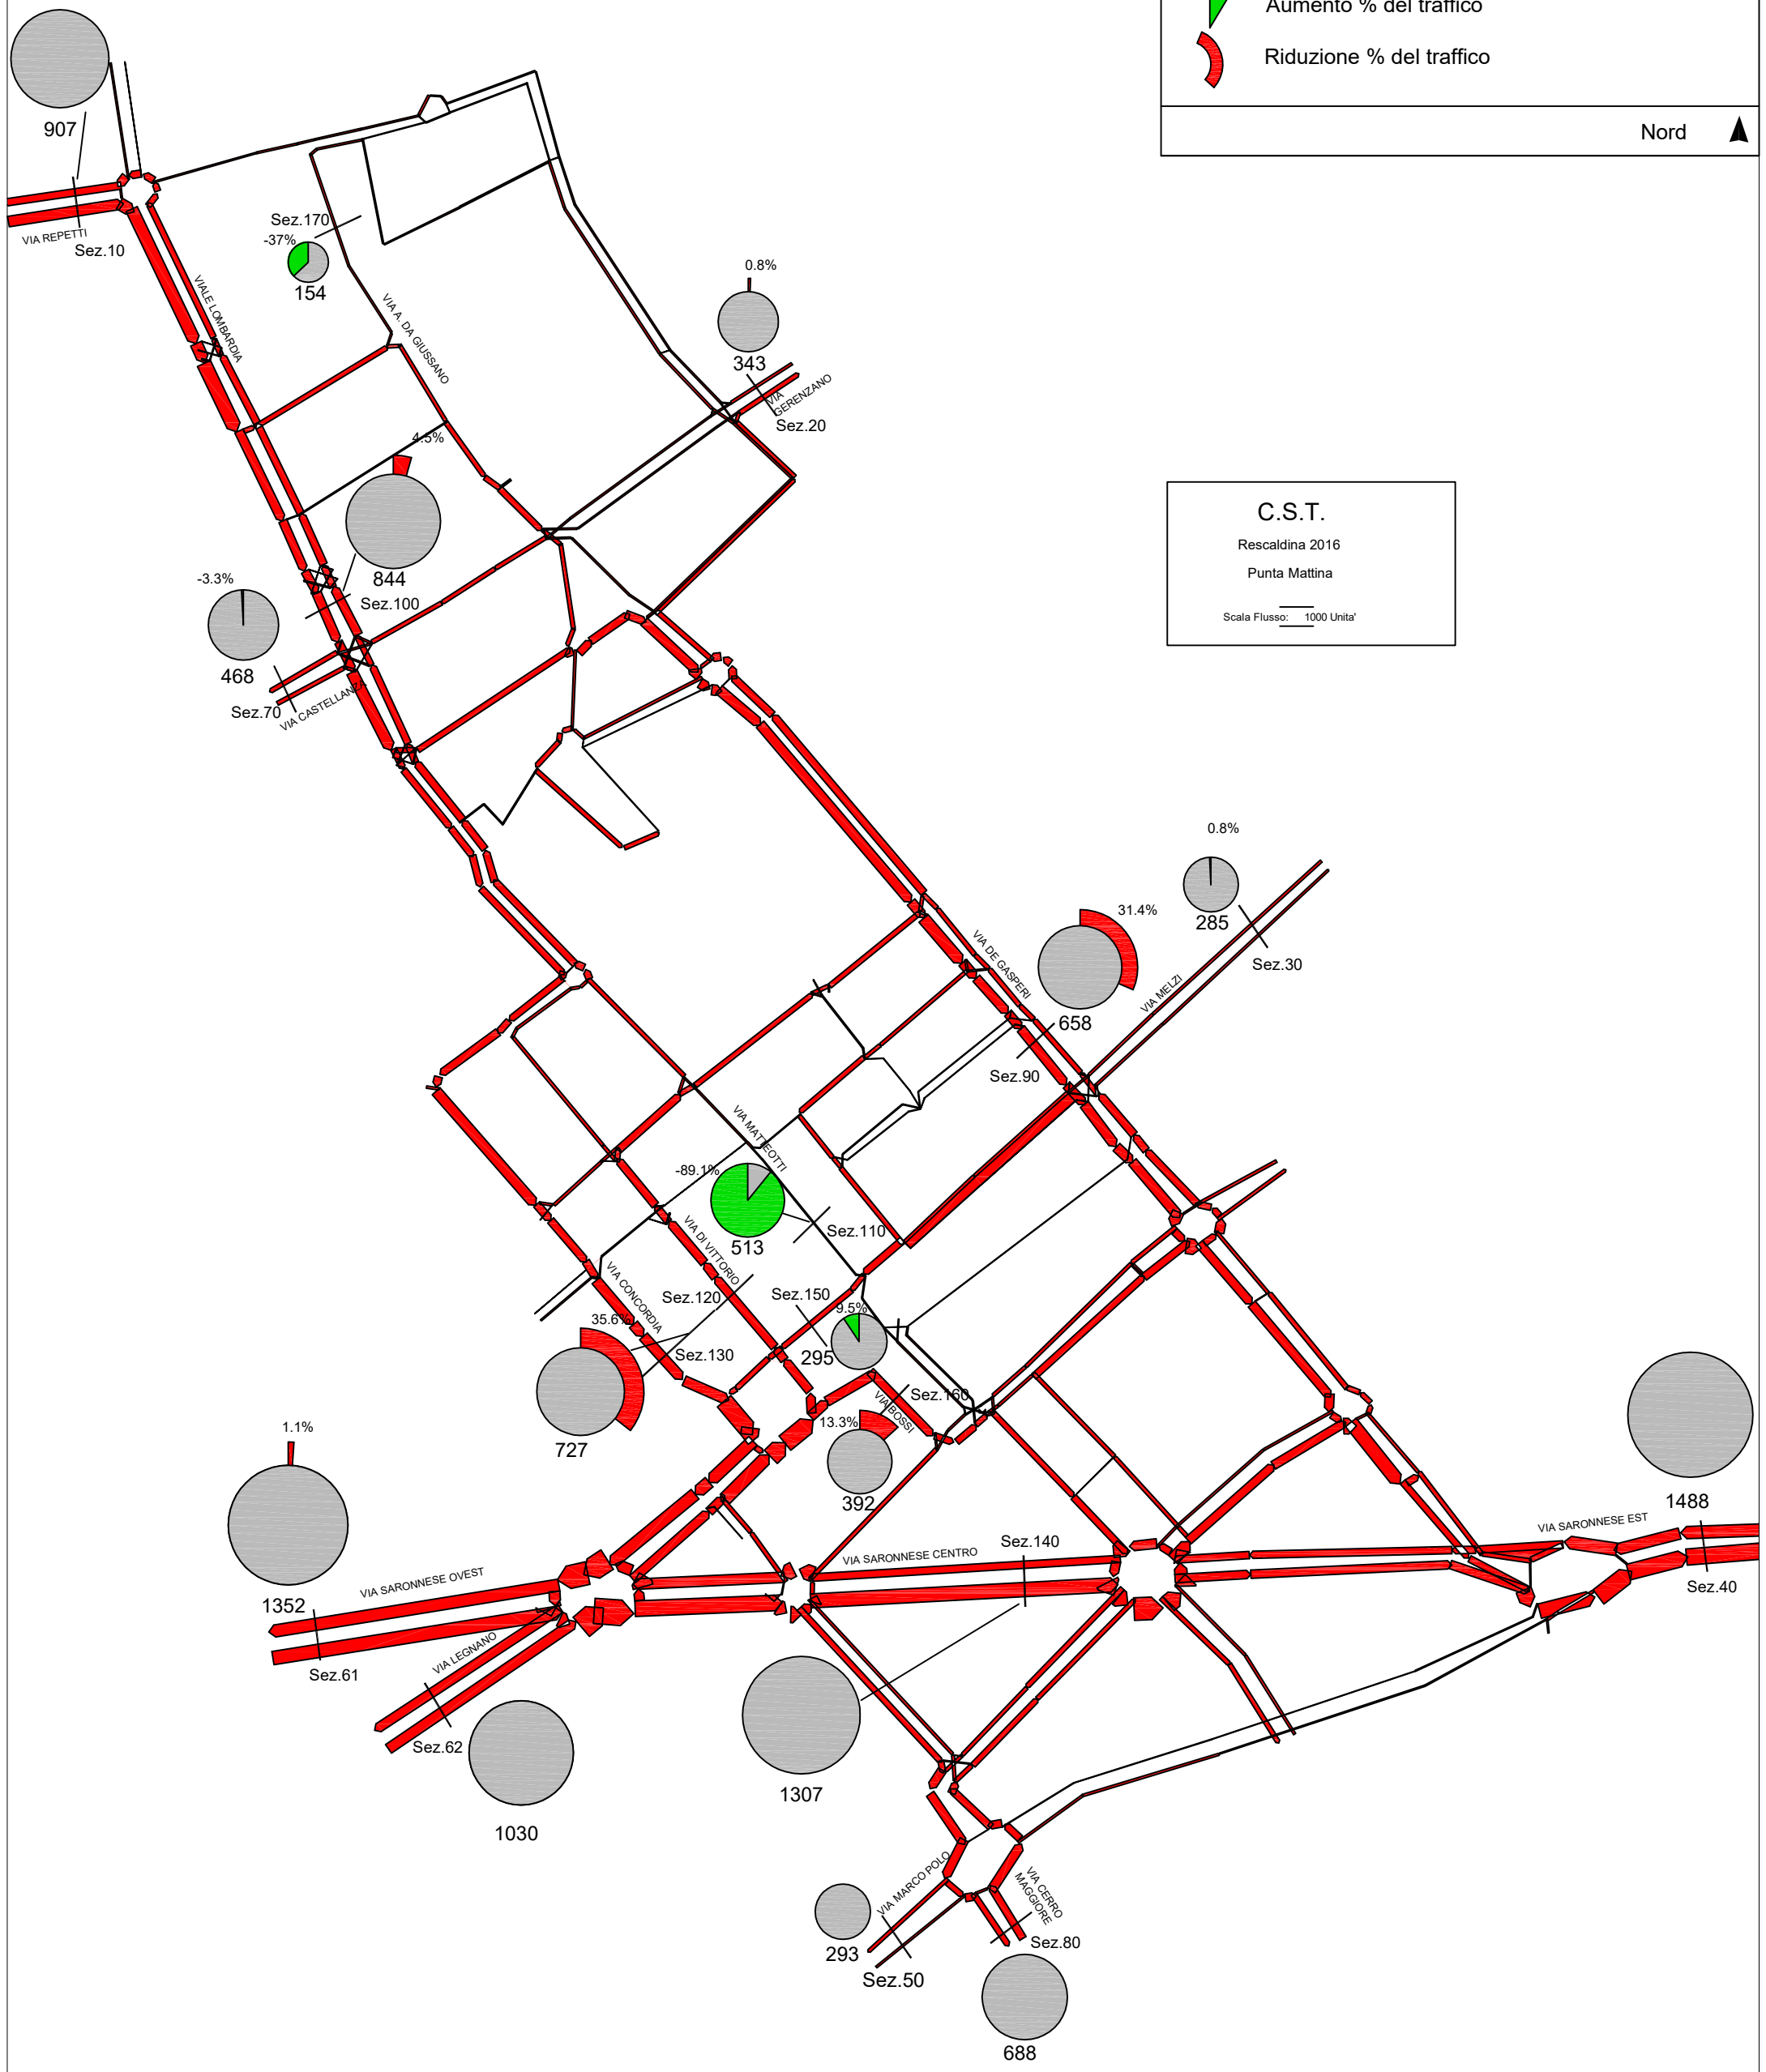 Aumento % del traffico
Riduzione % del traffico
Nord
907
VIA REPETTI
Sez.10
Sez.170
-37%
154
VIALE LOMBARDIA
VIA A. DA GIUSSANO
0.8%
343
VIA
GERENZANO
Sez.20
4.5%
844
Sez.100
-3.3%
468
Sez.70
VIA CASTELLANZA
C.S.T.
Rescaldina 2016
Punta Mattina
Scala Flusso: 1000 Unita'
0.8%
285
Sez.30
31.4%
658
VIA DE GASPERI
VIA MELZI
Sez.90
VIA MATTEOTTI
-89.1%
513
Sez.110
VIA DI VITTORIO
VIA CONCORDIA
Sez.120
Sez.150
9.5%
295
35.6%
Sez.130
727
Sez.160
VIA BOSSI
13.3%
392
1.1%
1352
VIA SARONNESE OVEST
Sez.61
VIA LEGNANO
Sez.62
1030
VIA SARONNESE CENTRO
Sez.140
1307
1488
VIA SARONNESE EST
Sez.40
VIA MARCO POLO
VIA CERRO
MAGGIORE
293
Sez.50
Sez.80
688